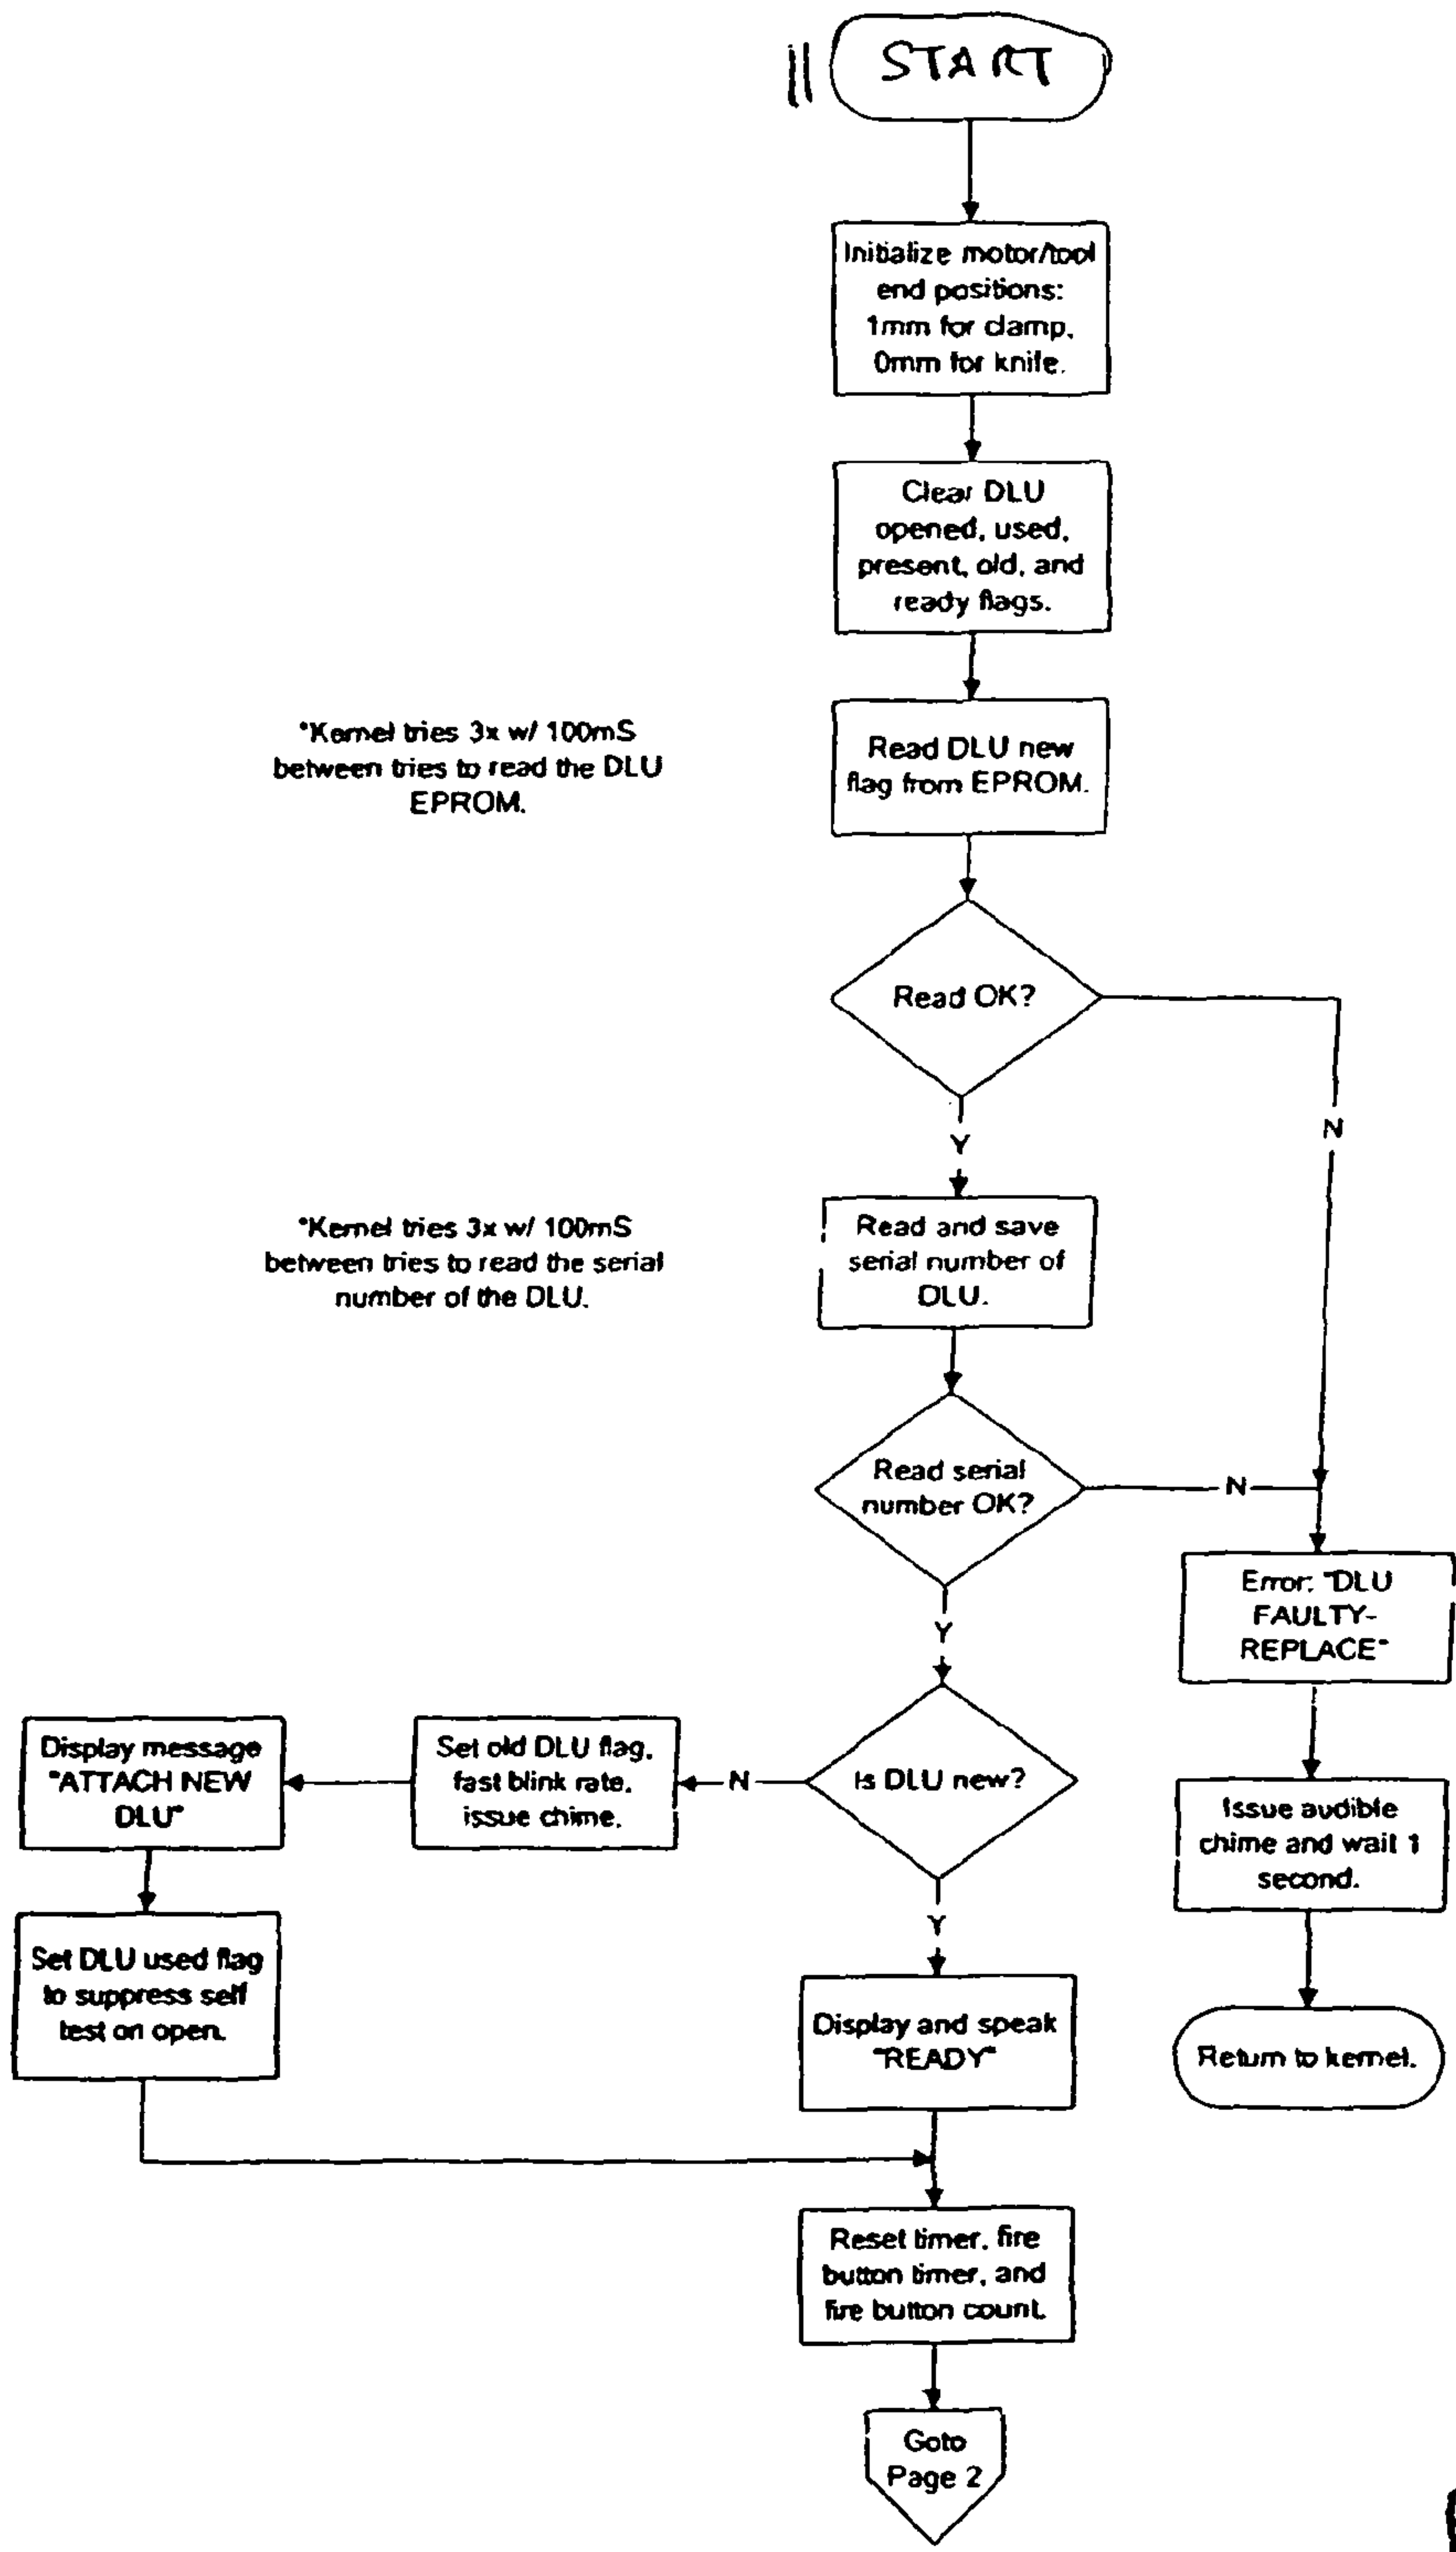 11 START
Initialize motor/tool
end positions:
1mm for clamp,
0mm for knife.
Clear DLU
opened, used,
present, old, and
ready flags.
*Kernel tries 3x w/ 100mS
between tries to read the DLU
EPROM.
Read DLU new
flag from EPROM.
Read OK?
N
Y
*Kernel tries 3x w/ 100mS
between tries to read the serial
number of the DLU.
Read and save
serial number of
DLU.
Read serial
number OK?
N
Y
Error: "DLU
FAULTY-
REPLACE"
Display message
"ATTACH NEW
DLU"
Set old DLU flag,
fast blink rate,
issue chime.
N
Is DLU new?
Issue audible
chime and wait 1
second.
Y
Set DLU used flag
to suppress self
test on open.
Display and speak
"READY"
Return to kernel.
Reset timer, fire
button timer, and
fire button count.
Goto
Page 2